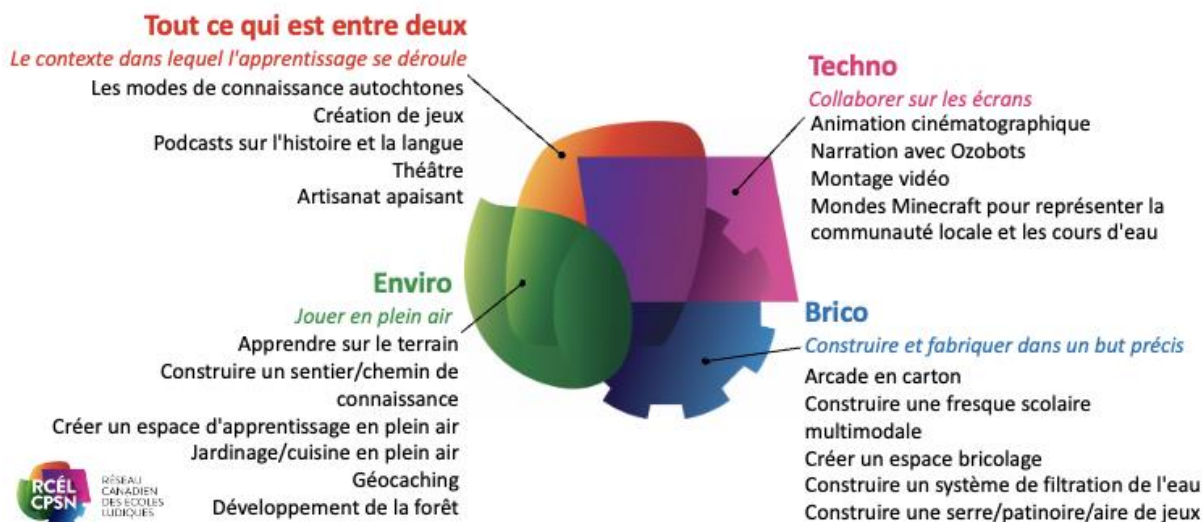 Tout ce qui est entre deux
Le contexte dans lequel l'apprentissage se déroule
Les modes de connaissance autochtones
Création de jeux
Podcasts sur l'histoire et la langue
Théâtre
Artisanat apaisant
Techno
Collaborer sur les écrans
Animation cinématographique
Narration avec Ozobots
Montage vidéo
Mondes Minecraft pour représenter la
communauté locale et les cours d'eau
Enviro
Jouer en plein air
Apprendre sur le terrain
Construire un sentier/chemin de
connaissance
Créer un espace d'apprentissage en plein air
Jardinage/cuisine en plein air
Géocaching
Développement de la forêt
Brico
Construire et fabriquer dans un but précis
Arcade en carton
Construire une fresque scolaire
multimodale
Créer un espace bricolage
Construire un système de filtration de l'eau
Construire une serre/patinoire/aire de jeux
RCÉL
CPSN
RÉSEAU
CANADIEN
DES ÉCOLES
LUDIQUES